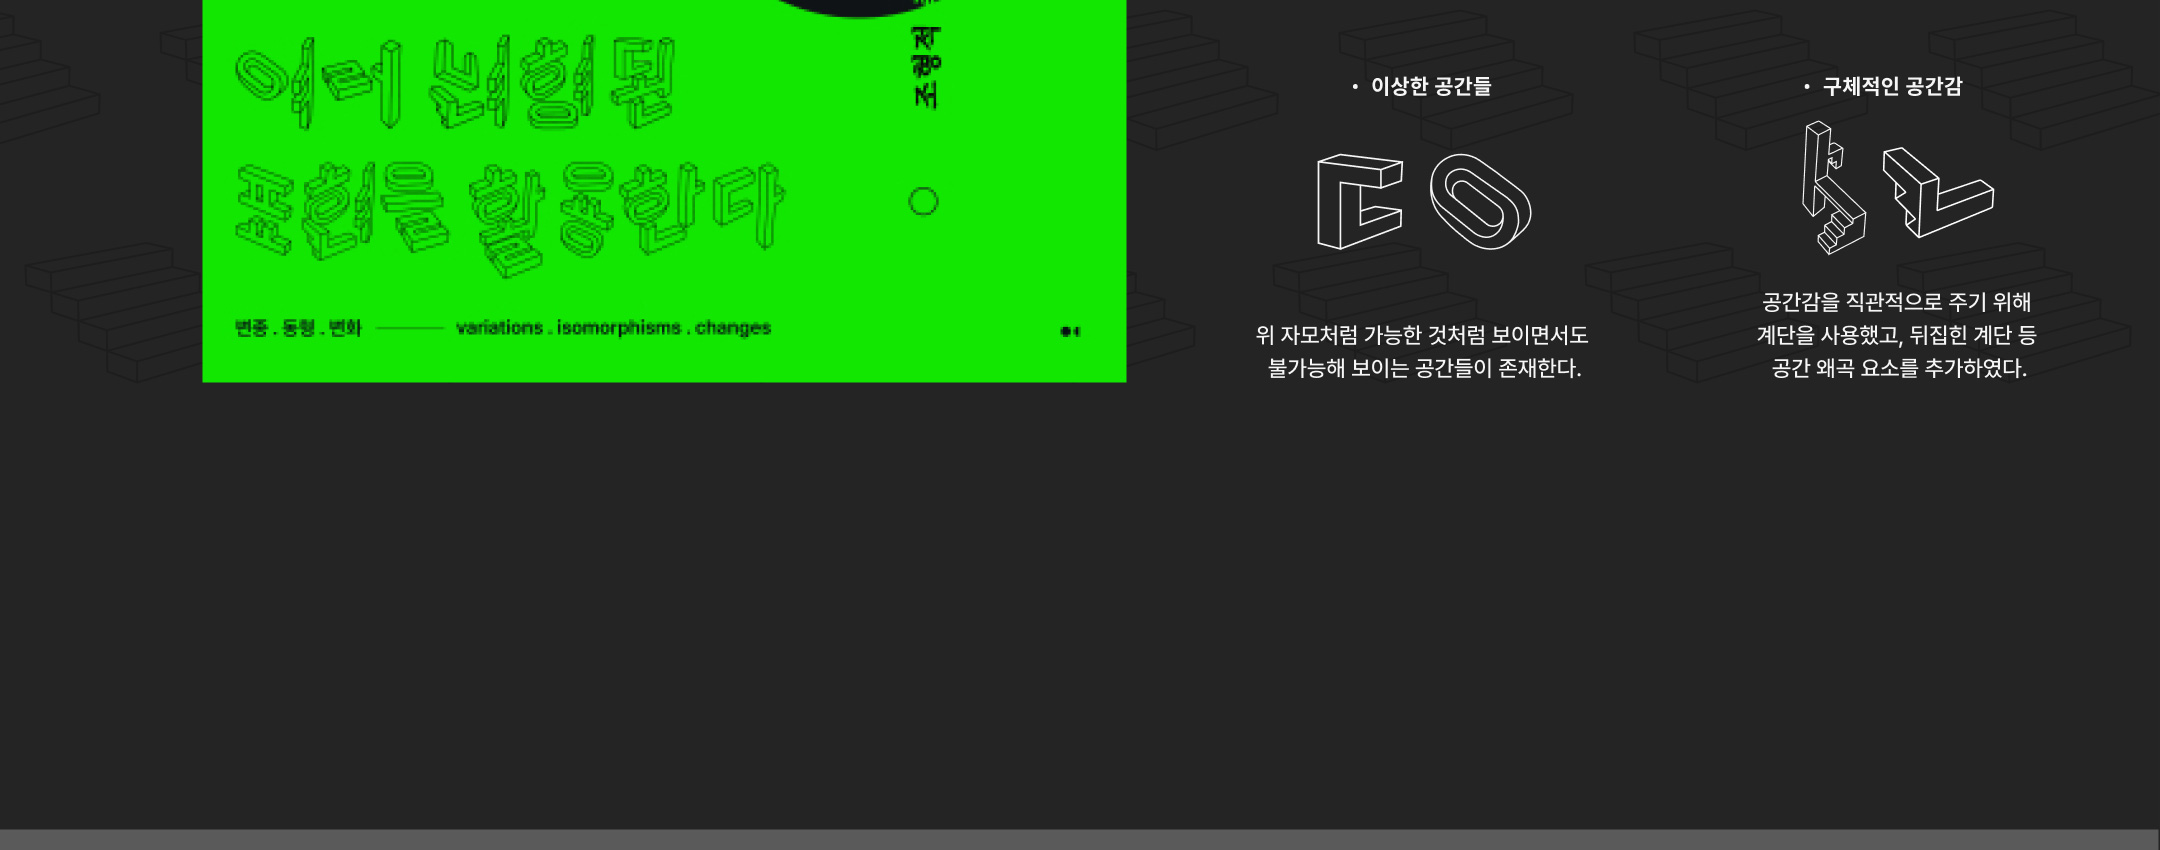 표현을 활용한다
변종 . 동형 . 변화 variations . isomorphisms . changes
조형적
• 이상한 공간들
ㄷㅇ
위 자모처럼 가능한 것처럼 보이면서도
불가능해 보이는 공간들이 존재한다.
• 구체적인 공간감
공간감을 직관적으로 주기 위해
계단을 사용했고, 뒤집힌 계단 등
공간 왜곡 요소를 추가하였다.